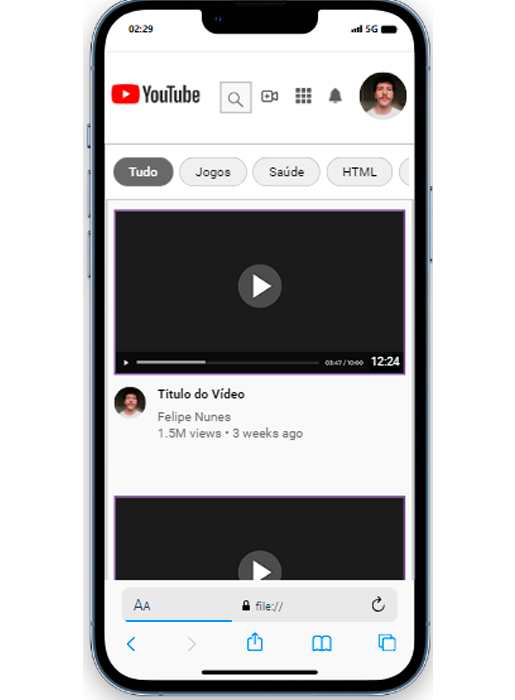 02:29 5G
YouTube
Tudo Jogos Saúde HTML
03:47 / 10:00 12:24
Titulo do Vídeo
Felipe Nunes
1.5M views • 3 weeks ago
AA file://